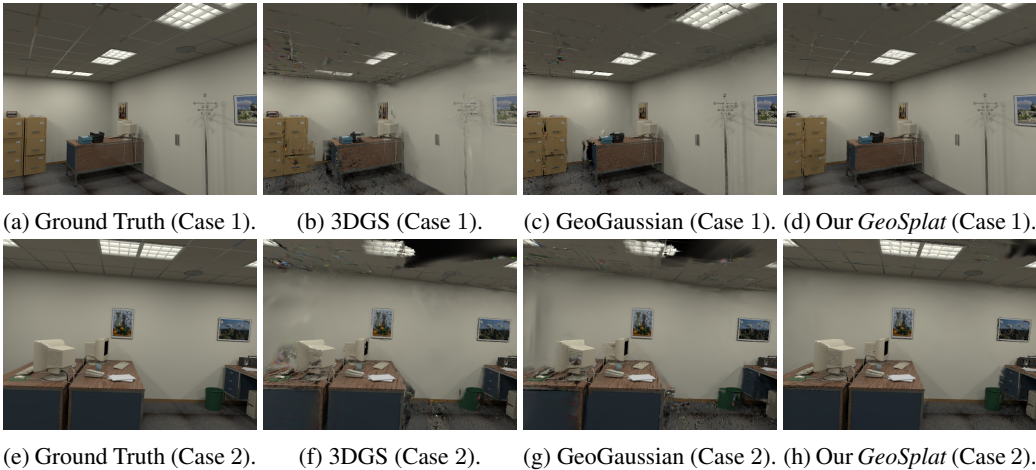 (a) Ground Truth (Case 1). (b) 3DGS (Case 1). (c) GeoGaussian (Case 1). (d) Our GeoSplat (Case 1).
(e) Ground Truth (Case 2). (f) 3DGS (Case 2). (g) GeoGaussian (Case 2). (h) Our GeoSplat (Case 2)